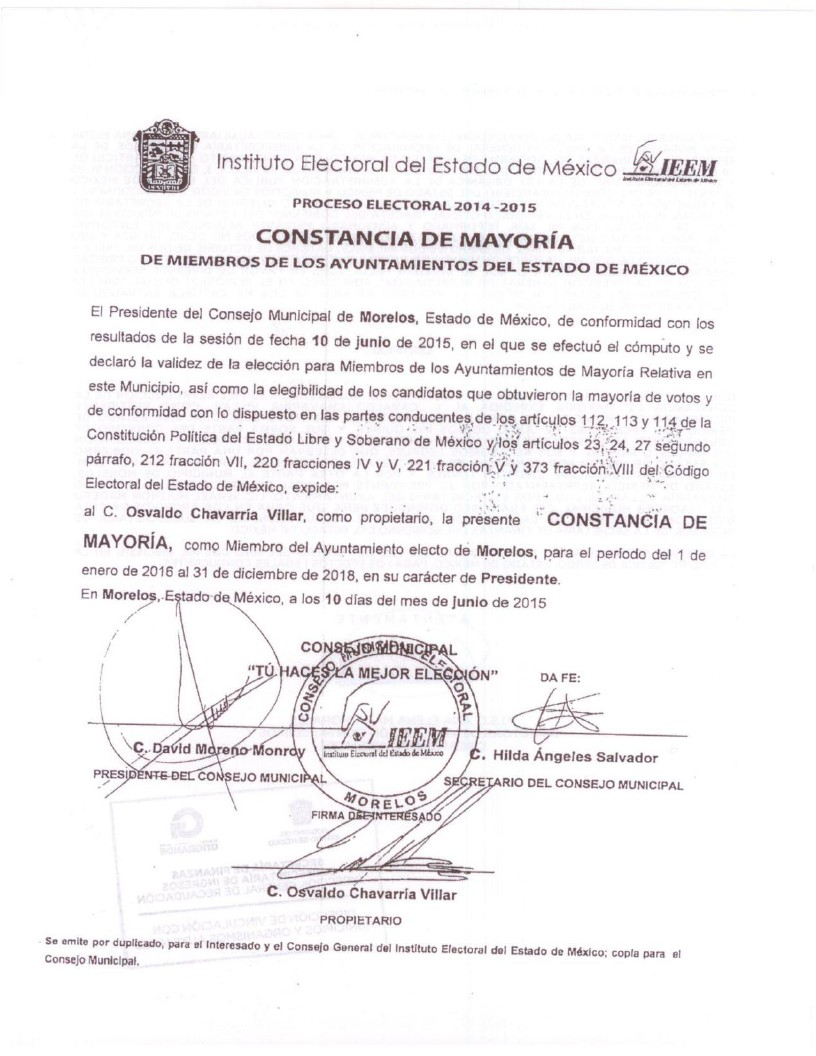 Instituto Electoral del Estado de México
IEEM
Instituto Electoral del Estado de México
PROCESO ELECTORAL 2014 -2015
CONSTANCIA DE MAYORÍA
DE MIEMBROS DE LOS AYUNTAMIENTOS DEL ESTADO DE MÉXICO
El Presidente del Consejo Municipal de Morelos, Estado de México, de conformidad con los
resultados de la sesión de fecha 10 de junio de 2015, en el que se efectuó el cómputo y se
declaró la validez de la elección para Miembros de los Ayuntamientos de Mayoría Relativa en
este Municipio, así como la elegibilidad de los candidatos que obtuvieron la mayoría de votos y
de conformidad con lo dispuesto en las partes conducentes de los artículos 112, 113 y 114 de la
Constitución Política del Estado Libre y Soberano de México y los artículos 23, 24, 27 segundo
párrafo, 212 fracción VII, 220 fracciones IV y V, 221 fracción V y 373 fracción VIII del Código
Electoral del Estado de México, expide:
al C. Osvaldo Chavarría Villar, como propietario, la presente CONSTANCIA DE
MAYORÍA, como Miembro del Ayuntamiento electo de Morelos, para el período del 1 de
enero de 2016 al 31 de diciembre de 2018, en su carácter de Presidente.
En Morelos, Estado de México, a los 10 días del mes de junio de 2015
CONSEJO MUNICIPAL
"TÚ HACES LA MEJOR ELECCIÓN"
DA FE:
CONSEJO MUNICIPAL ELECTORAL
IEEM
Instituto Electoral del Estado de México
MORELOS
C. David Moreno Monroy
C. Hilda Ángeles Salvador
PRESIDENTE DEL CONSEJO MUNICIPAL
SECRETARIO DEL CONSEJO MUNICIPAL
FIRMA DEL INTERESADO
C. Osvaldo Chavarría Villar
PROPIETARIO
Se emite por duplicado, para el Interesado y el Consejo General del Instituto Electoral del Estado de México; copia para el
Consejo Municipal.